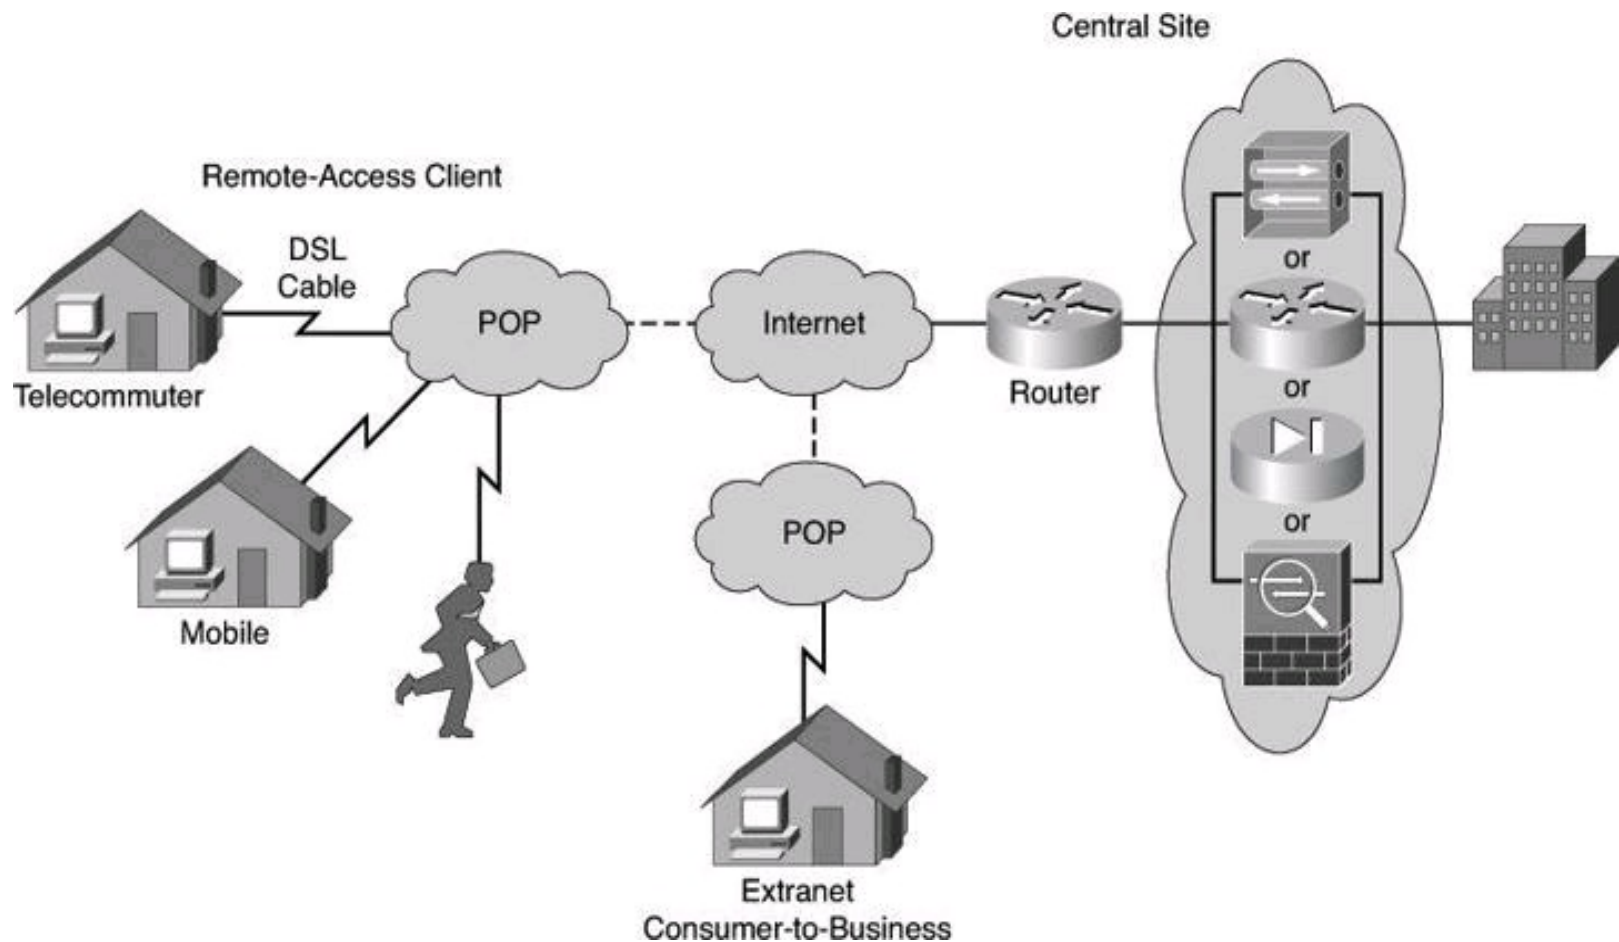 Central Site
Remote-Access Client
DSL
Cable
POP
Internet
Router
Telecommuter
or
or
or
POP
Mobile
Extranet
Consumer-to-Business